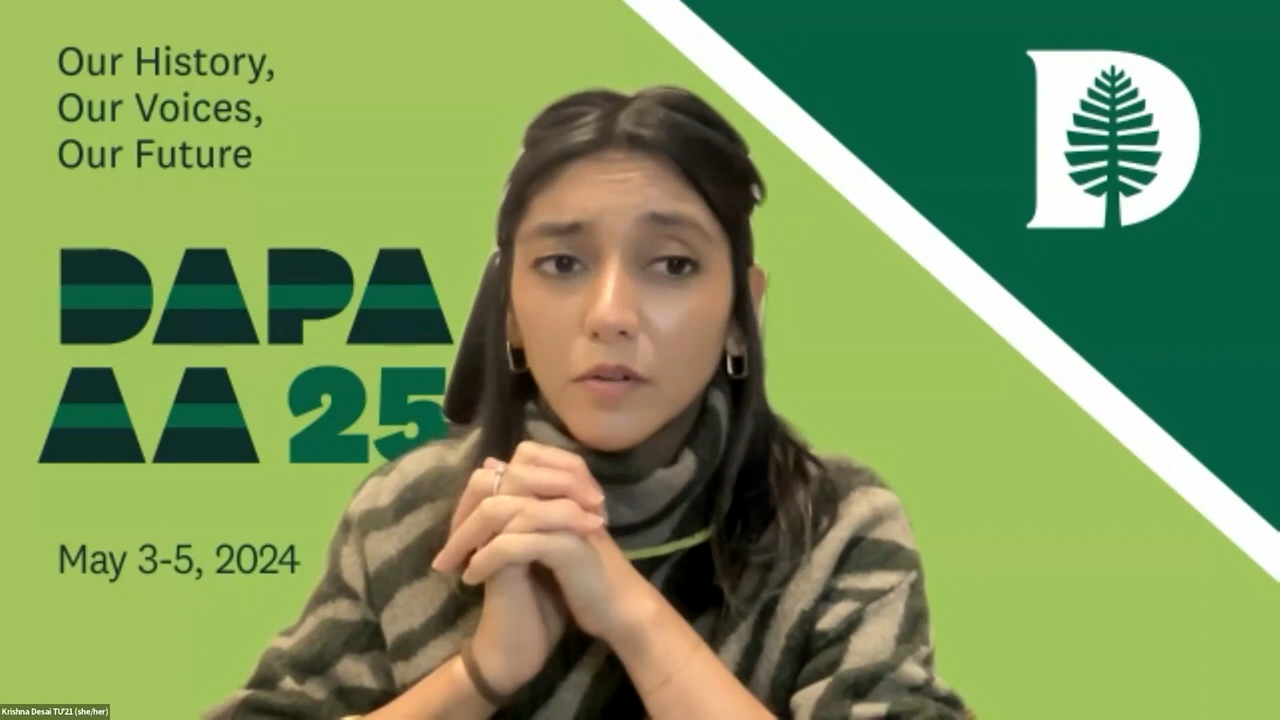 Our History,
Our Voices,
Our Future
DAPA
AA 25
May 3-5, 2024
D
Krishna Desai TU'21 (she/her)